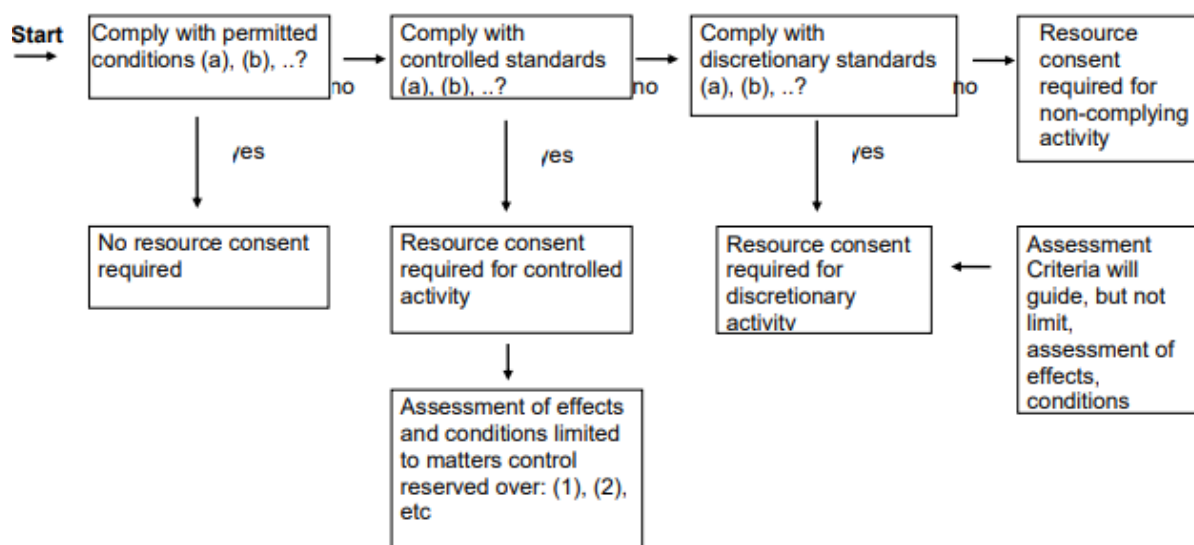 Start
Comply with permitted
conditions (a), (b), ..?
no
Comply with
controlled standards
(a), (b), ..?
no
Comply with
discretionary standards
(a), (b), ..?
no
Resource
consent
required for
non-complying
activity
yes
yes
yes
No resource consent
required
Resource consent
required for controlled
activity
Resource consent
required for
discretionary
activity
Assessment
Criteria will
guide, but not
limit,
assessment of
effects,
conditions
Assessment of effects
and conditions limited
to matters control
reserved over: (1), (2),
etc